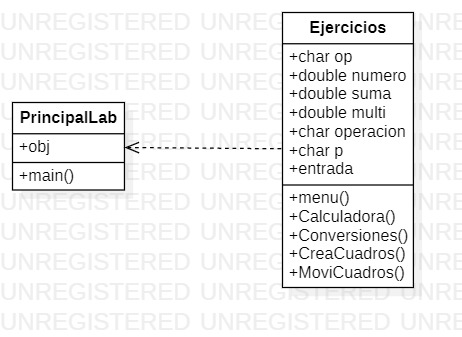 PrincipalLab
+obj
+main()
Ejercicios
+char op
+double numero
+double suma
+double multi
+char operacion
+char p
+entrada
+menu()
+Calculadora()
+Conversiones()
+CreaCuadros()
+MoviCuadros()
UNREGISTERED UNREGISTERED UNRE
UNREGISTERED UNREGISTERED UNRE
UNREGISTERED UNREGISTERED UNRE
UNREGISTERED UNREGISTERED UNRE
UNREGISTERED UNREGISTERED UNRE
UNREGISTERED UNREGISTERED UNRE
UNREGISTERED UNREGISTERED UNRE
UNREGISTERED UNREGISTERED UNRE
UNREGISTERED UNREGISTERED UNRE
UNREGISTERED UNREGISTERED UNRE
UNREGISTERED UNREGISTERED UNRE